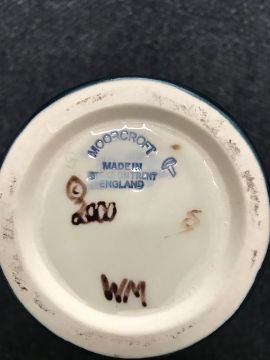 MOORCROFT
MADE IN
STOKE ON TRENT
ENGLAND
©
2000
WM